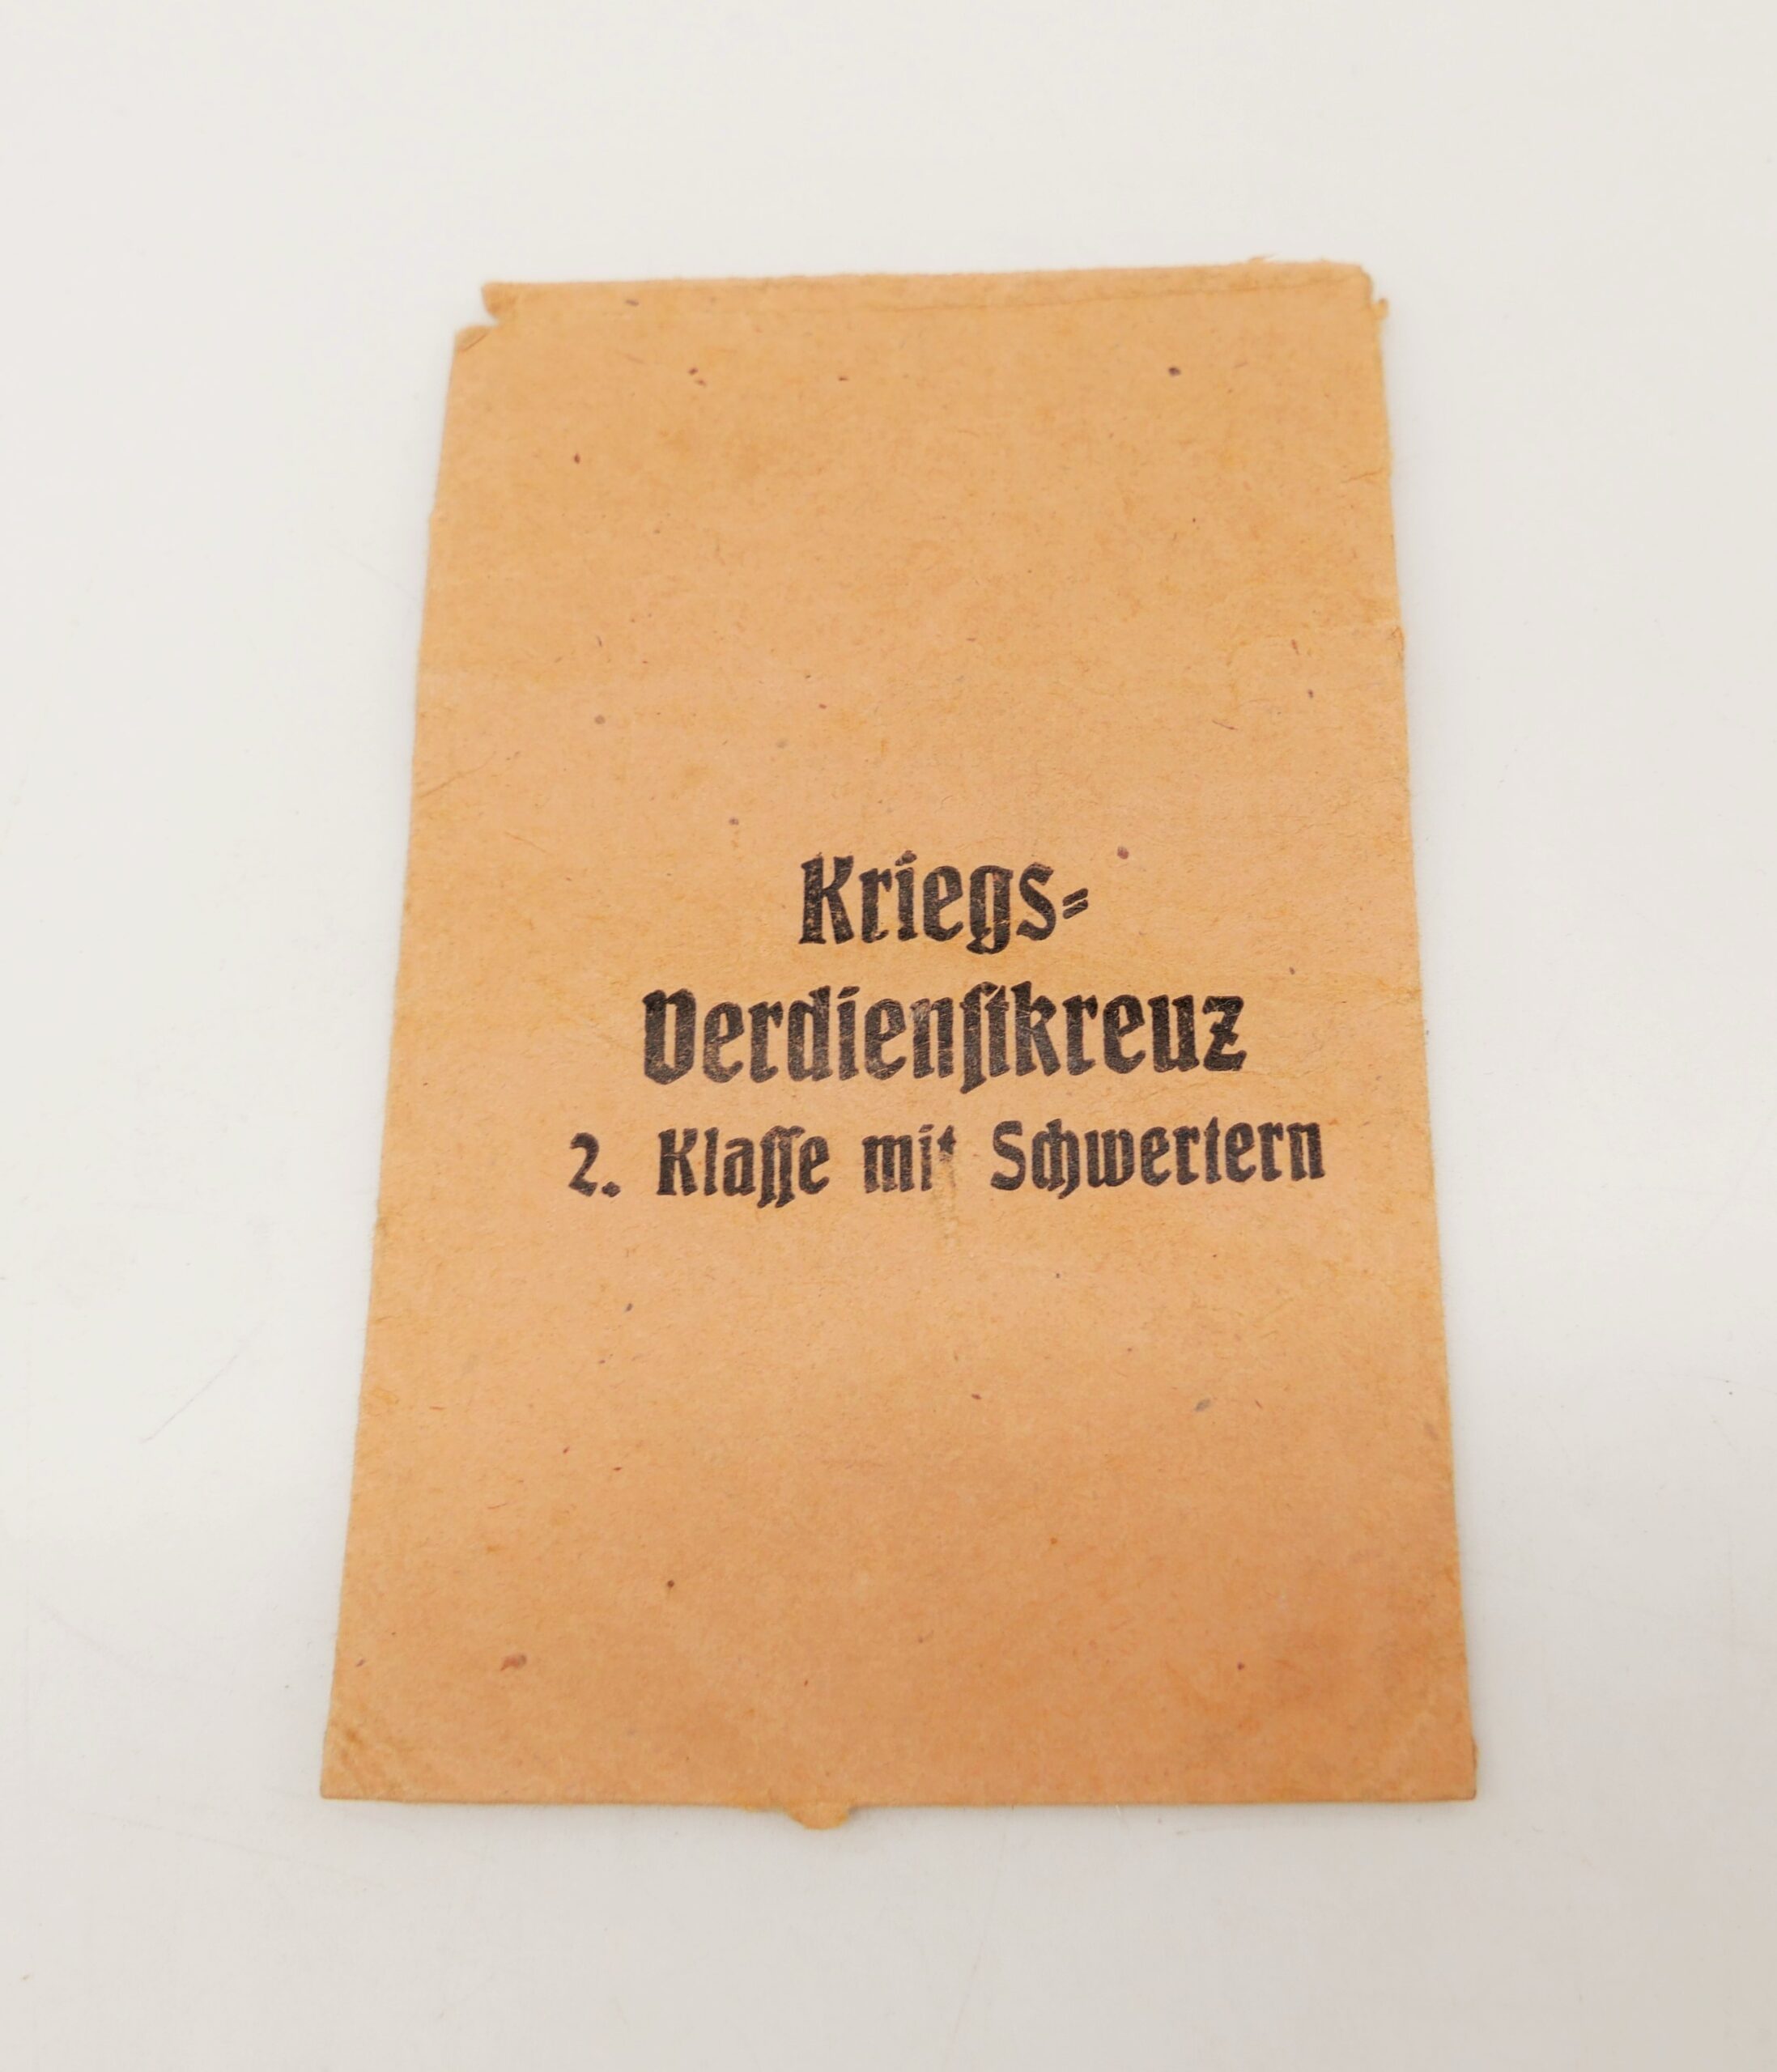 Kriegs=
Verdienſtkreuz
2. Klaſſe mit Schwertern